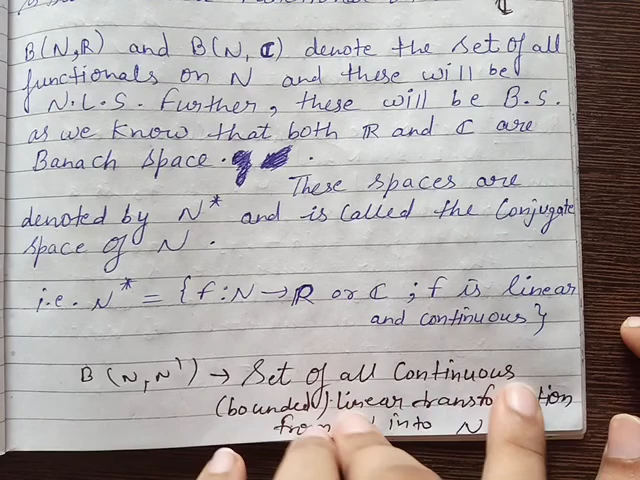 B(N,R) and B(N, ℂ) denote the set of all
functionals on N and these will be
N.L.S. Further, these will be B.S.
as we know that both ℝ and ℂ are
Banach space.
These spaces are
denoted by N* and is called the Conjugate
space of N.
i.e. N* = {f : N → ℝ or ℂ ; f is linear
and continuous}
B(N, N') → Set of all Continuous
(bounded) linear
into N